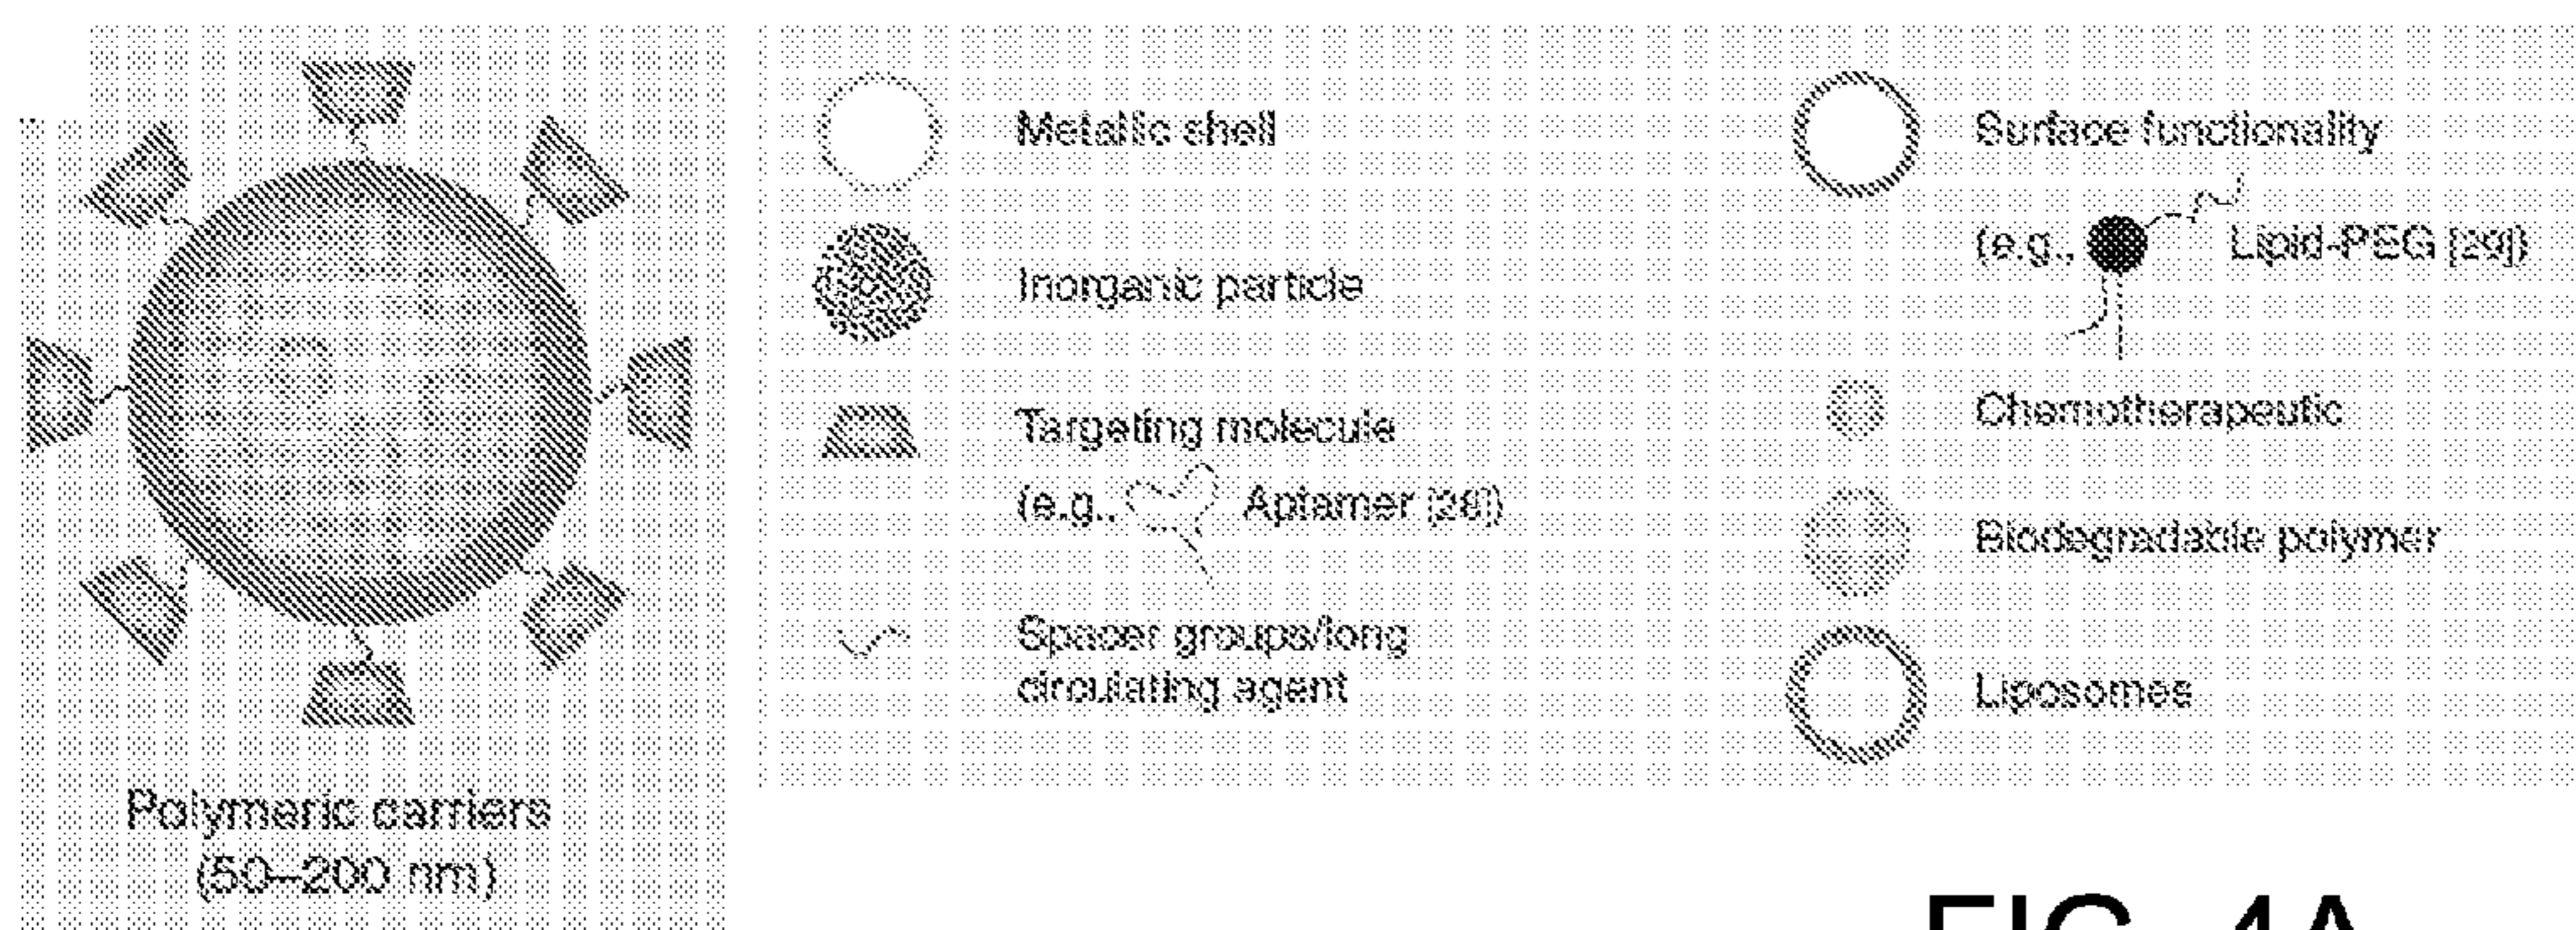 Polymeric carriers
(50–200 nm)
Metallic shell
Inorganic particle
Targeting molecule
(e.g., Aptamer [28])
Spacer groups/long
circulating agent
Surface functionality
(e.g., Lipid-PEG [29])
Chemotherapeutic
Biodegradable polymer
Liposomes
FIG. 4A